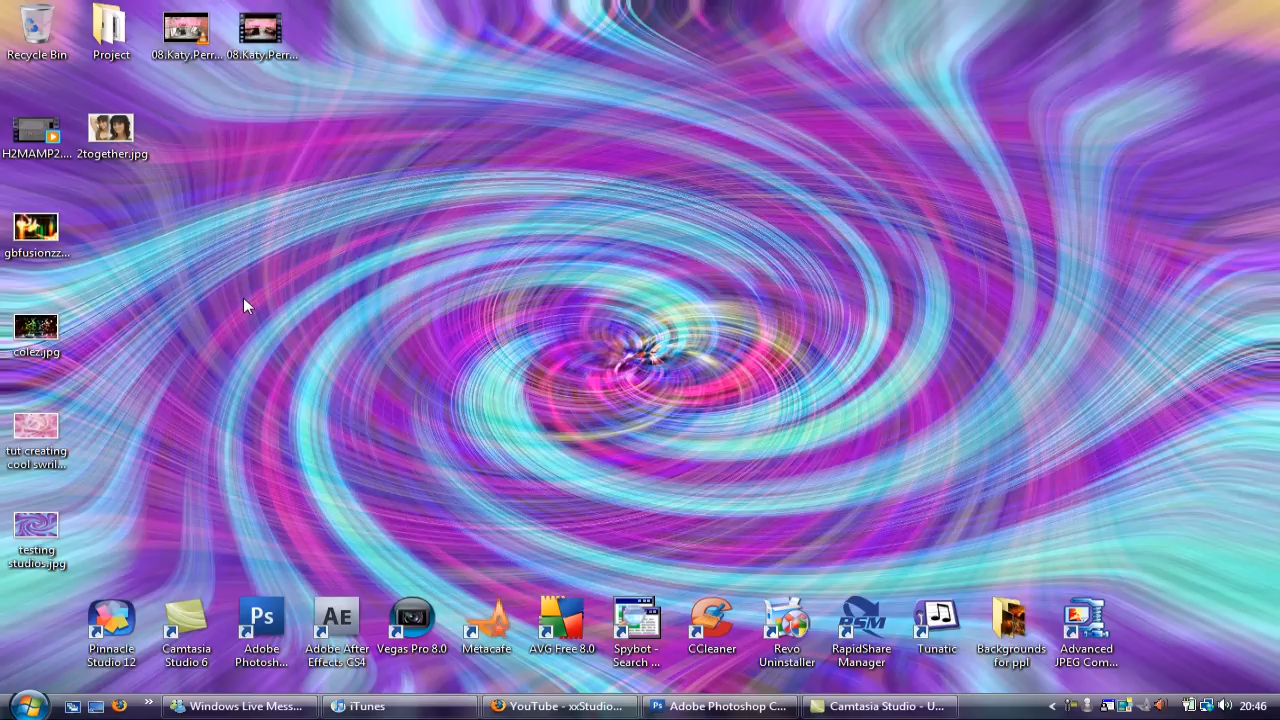 Recycle Bin
Project
08.Katy.Perr...
08.Katy.Perr...
H2MAMP2....
2together.jpg
gbfusionzz...
colez.jpg
tut creating
cool swril...
testing
studios.jpg
Pinnacle
Studio 12
Camtasia
Studio 6
Ps
Adobe
Photosh...
AE
Adobe After
Effects CS4
Vegas Pro 8.0
Metacafe
AVG Free 8.0
Spybot -
Search ...
CCleaner
Revo
Uninstaller
RSM
RapidShare
Manager
Tunatic
Backgrounds
for ppl
Advanced
JPEG Com...
»
Windows Live Mess...
iTunes
YouTube - xxStudio...
Ps
Adobe Photoshop C...
Camtasia Studio - U...
20:46